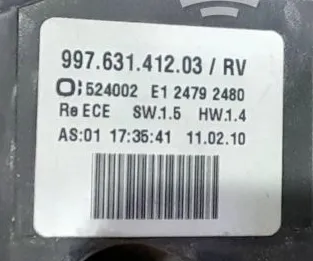 997.631.412.03 / RV
524002 E1 2479 2480
Re ECE SW.1.5 HW.1.4
AS:01 17:35:41 11.02.10